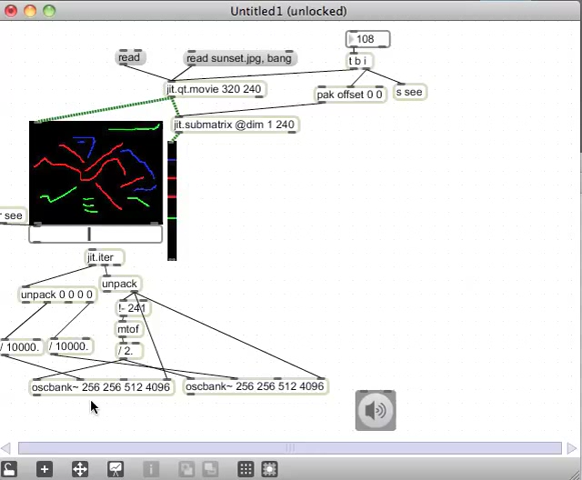 Untitled1 (unlocked)
108
read
read sunset.jpg, bang
t b i
jit.qt.movie 320 240
pak offset 0 0
s see
jit.submatrix @dim 1 240
r see
jit.iter
unpack
unpack 0 0 0 0
!- 241
mtof
/ 10000.
/ 10000.
/ 2.
oscbank~ 256 256 512 4096
oscbank~ 256 256 512 4096